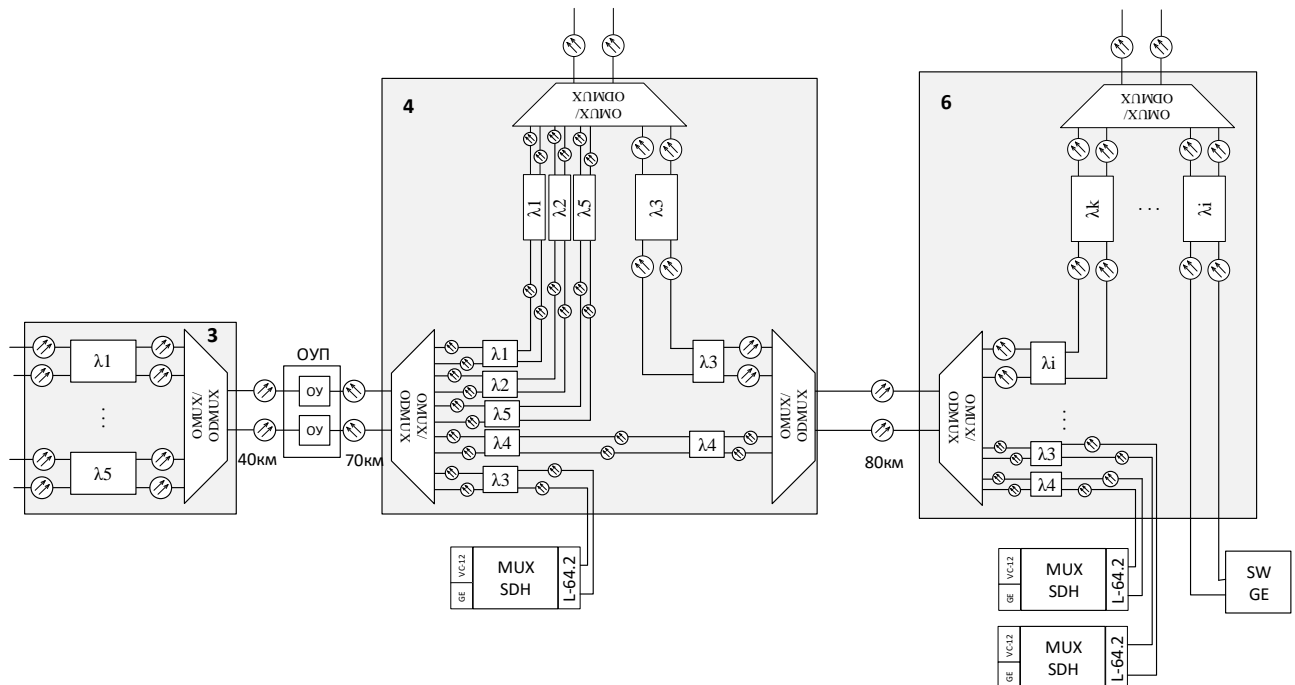 4
OMUX/
ODMUX
λ1
λ2
λ5
λ3
6
OMUX/
ODMUX
λk
. . .
λi
3
λ1
...
λ5
OMUX/
ODMUX
40км
ОУП
ОУ
ОУ
70км
OMUX/
ODMUX
λ1
λ2
λ5
λ4
λ3
λ3
λ4
OMUX/
ODMUX
80км
OMUX/
ODMUX
λi
...
λ3
λ4
VC-12
GE
MUX
SDH
L-64.2
VC-12
GE
MUX
SDH
L-64.2
SW
GE
VC-12
GE
MUX
SDH
L-64.2